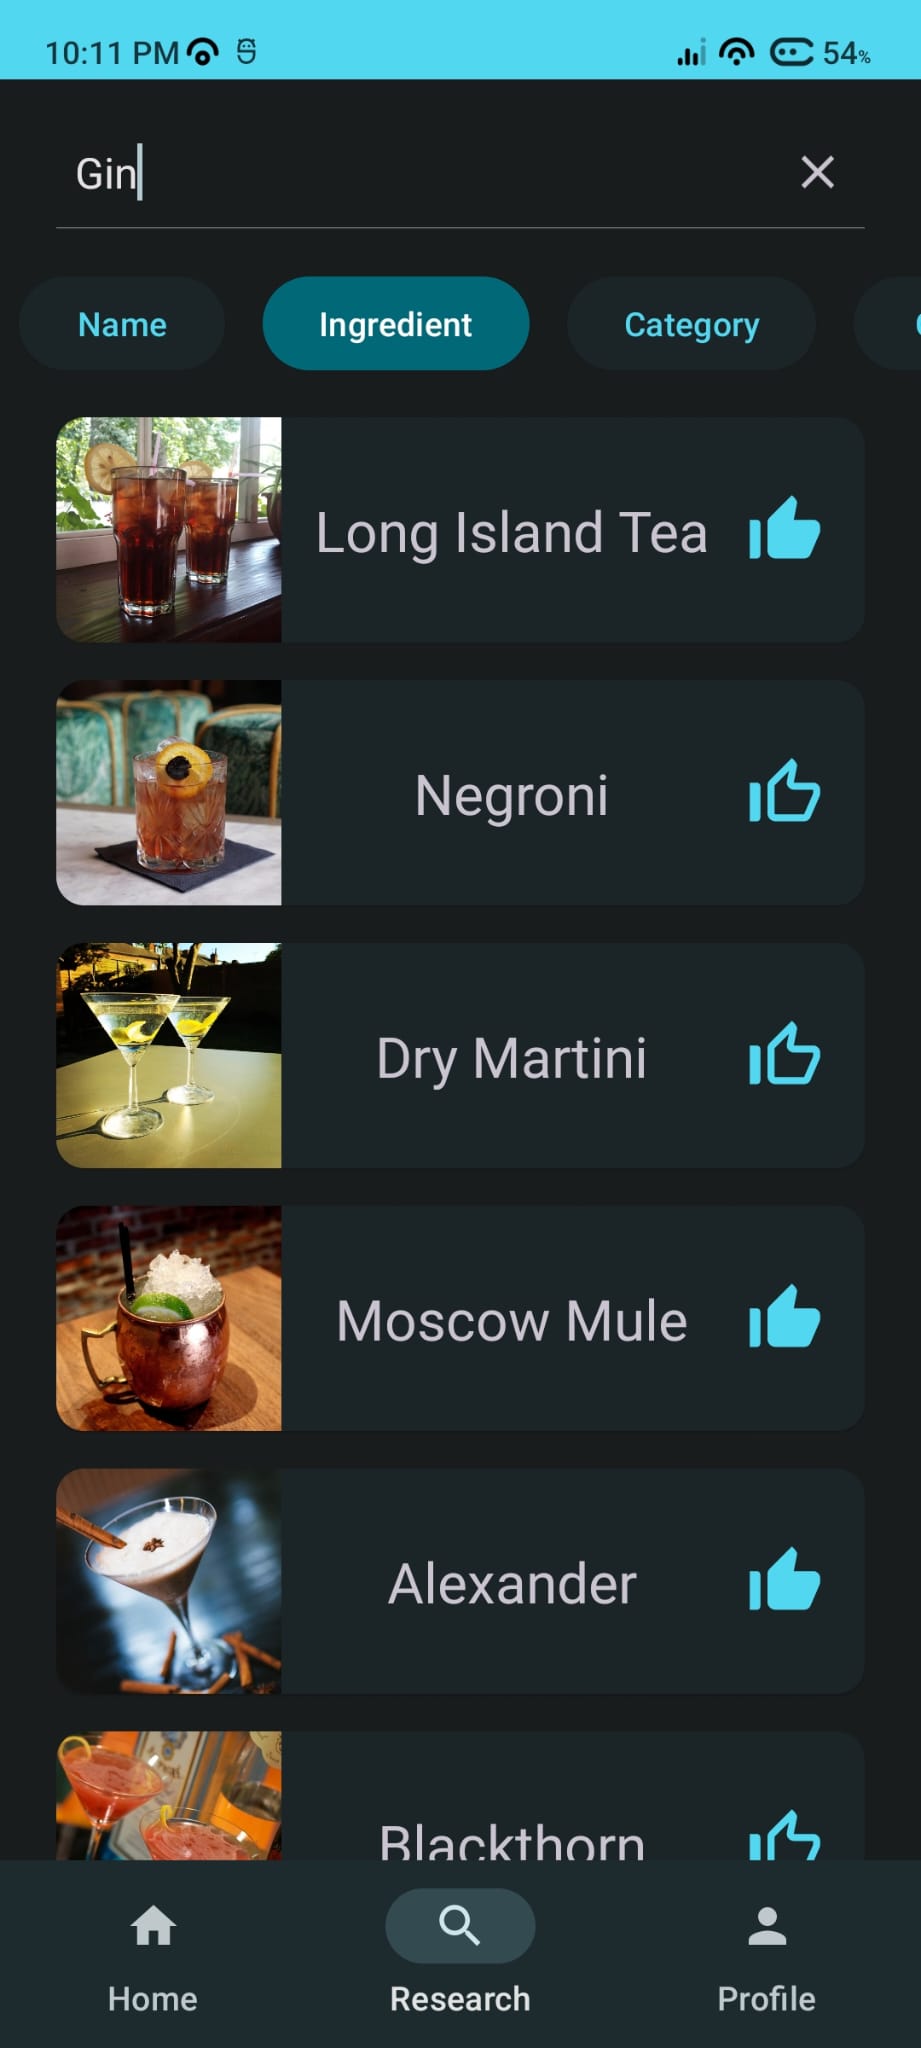 10:11 PM 54%
Gin
Name Ingredient Category
Long Island Tea
Negroni
Dry Martini
Moscow Mule
Alexander
Blackthorn
Home Research Profile